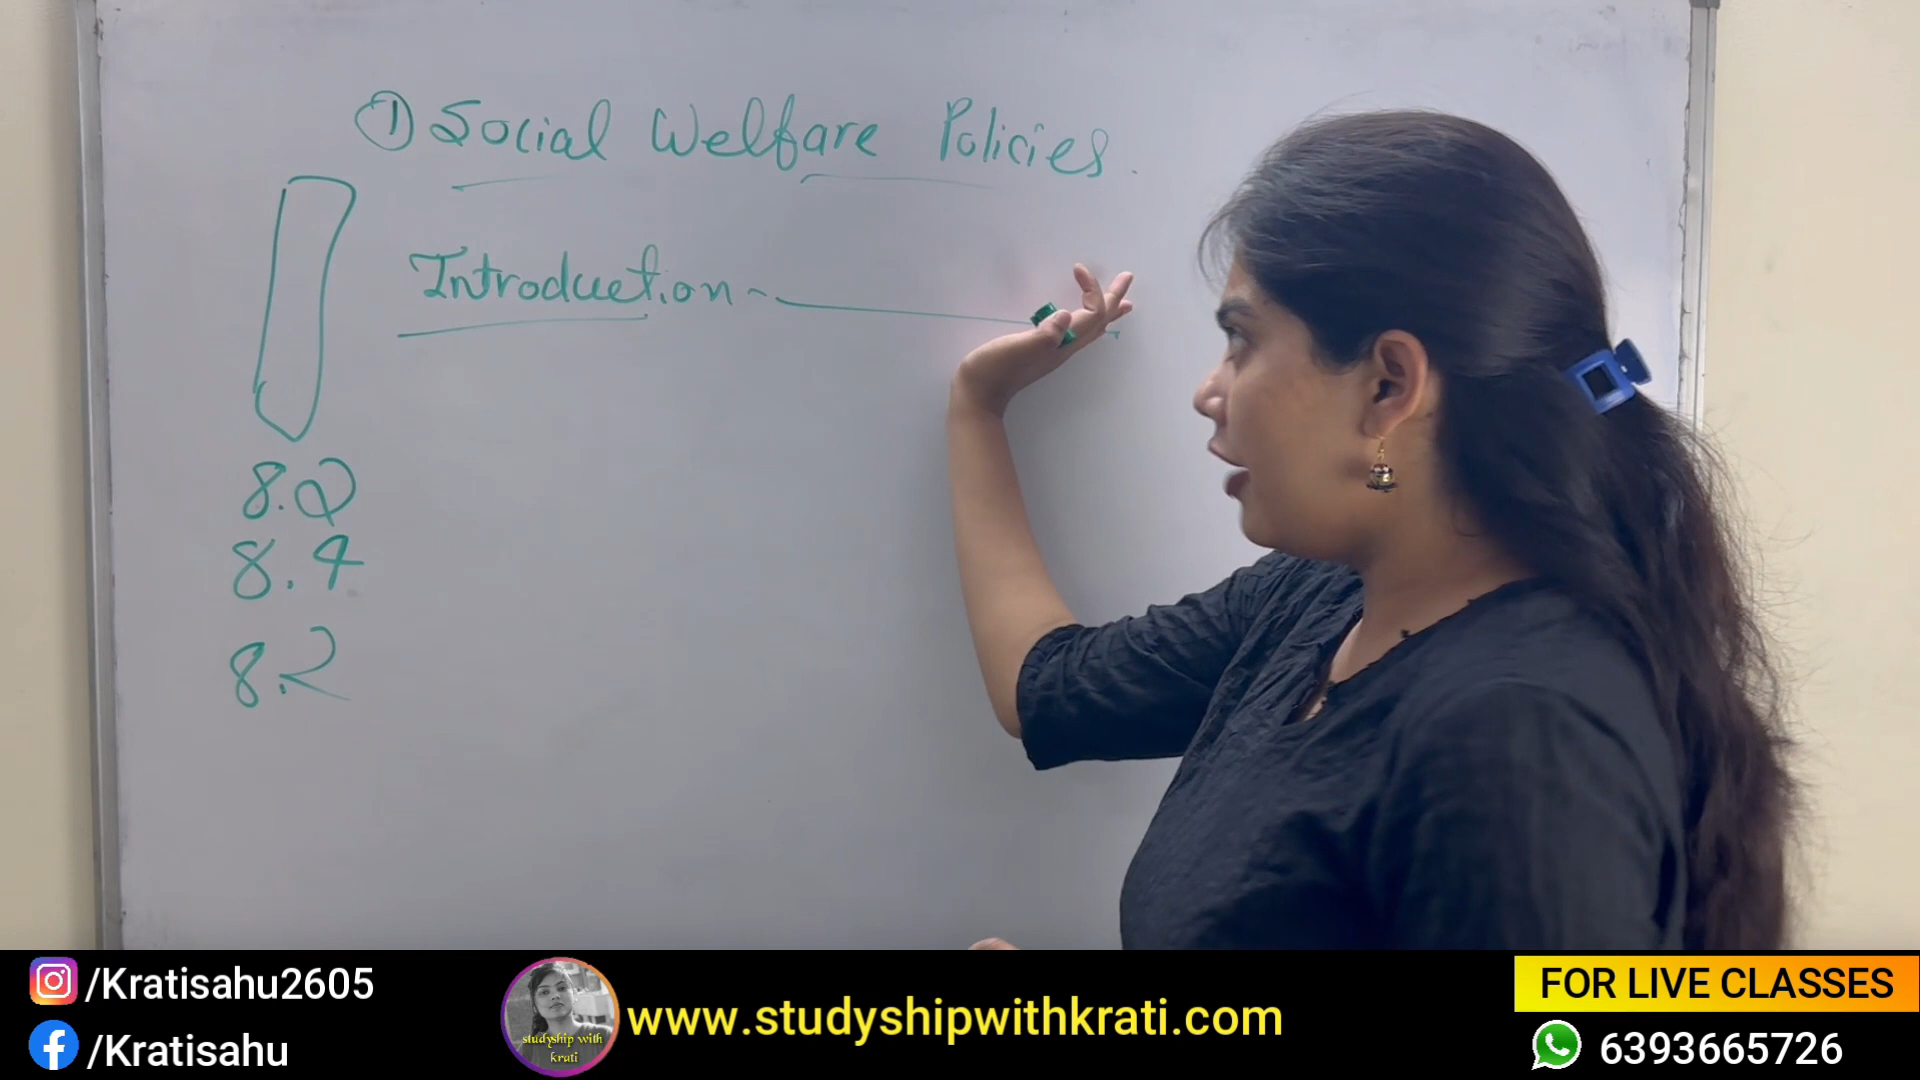 ① Social Welfare Policies.
Introduction -
8.2
8.4
8.2
/Kratisahu2605
/Kratisahu
studyship with
krati
www.studyshipwithkrati.com
FOR LIVE CLASSES
6393665726